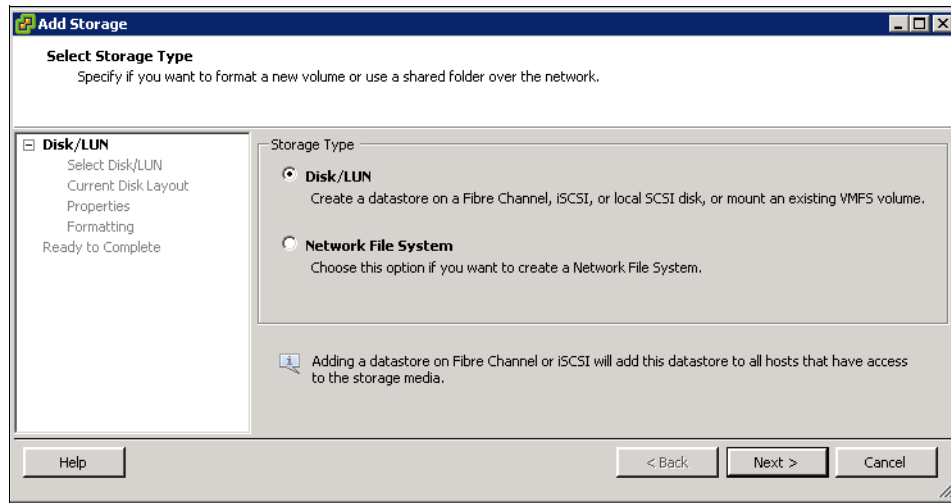 Add Storage
Select Storage Type
Specify if you want to format a new volume or use a shared folder over the network.
Disk/LUN
Select Disk/LUN
Current Disk Layout
Properties
Formatting
Ready to Complete
Storage Type
Disk/LUN
Create a datastore on a Fibre Channel, iSCSI, or local SCSI disk, or mount an existing VMFS volume.
Network File System
Choose this option if you want to create a Network File System.
Adding a datastore on Fibre Channel or iSCSI will add this datastore to all hosts that have access
to the storage media.
Help
< Back
Next >
Cancel